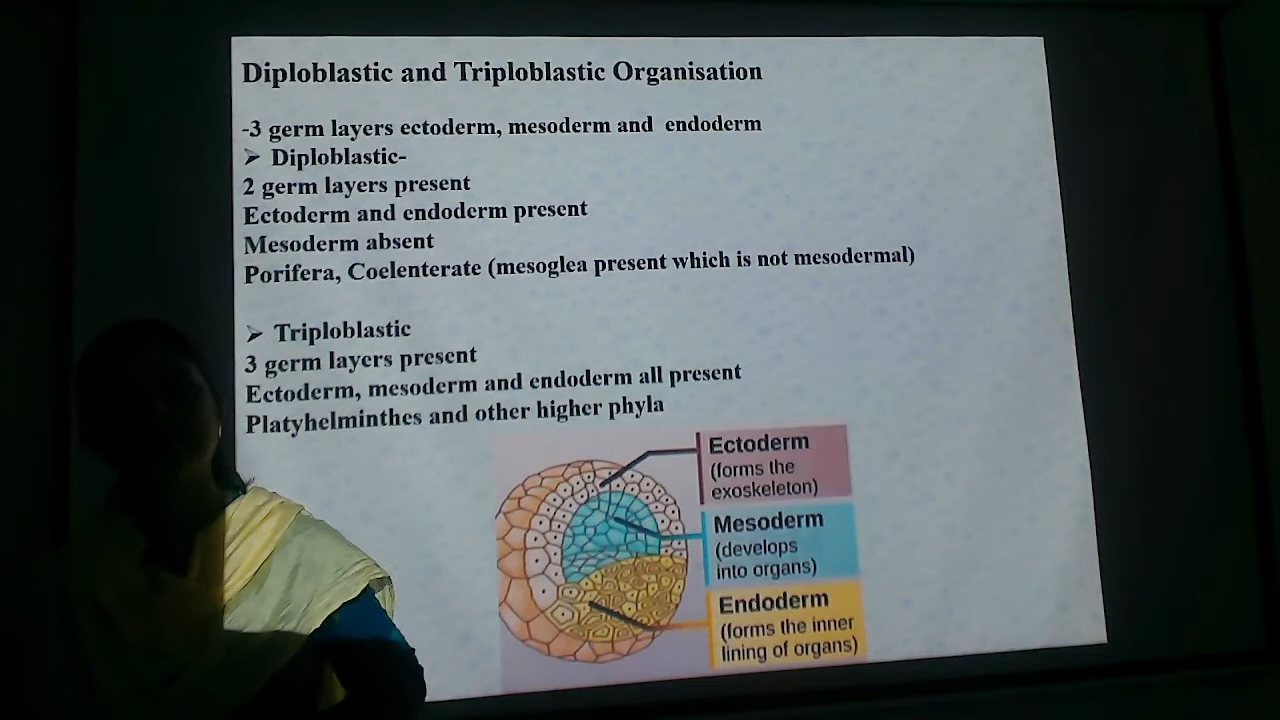 Diploblastic and Triploblastic Organisation
-3 germ layers ectoderm, mesoderm and endoderm
➢ Diploblastic-
2 germ layers present
Ectoderm and endoderm present
Mesoderm absent
Porifera, Coelenterate (mesoglea present which is not mesodermal)
➢ Triploblastic
3 germ layers present
Ectoderm, mesoderm and endoderm all present
Platyhelminthes and other higher phyla
Ectoderm
(forms the
exoskeleton)
Mesoderm
(develops
into organs)
Endoderm
(forms the inner
lining of organs)